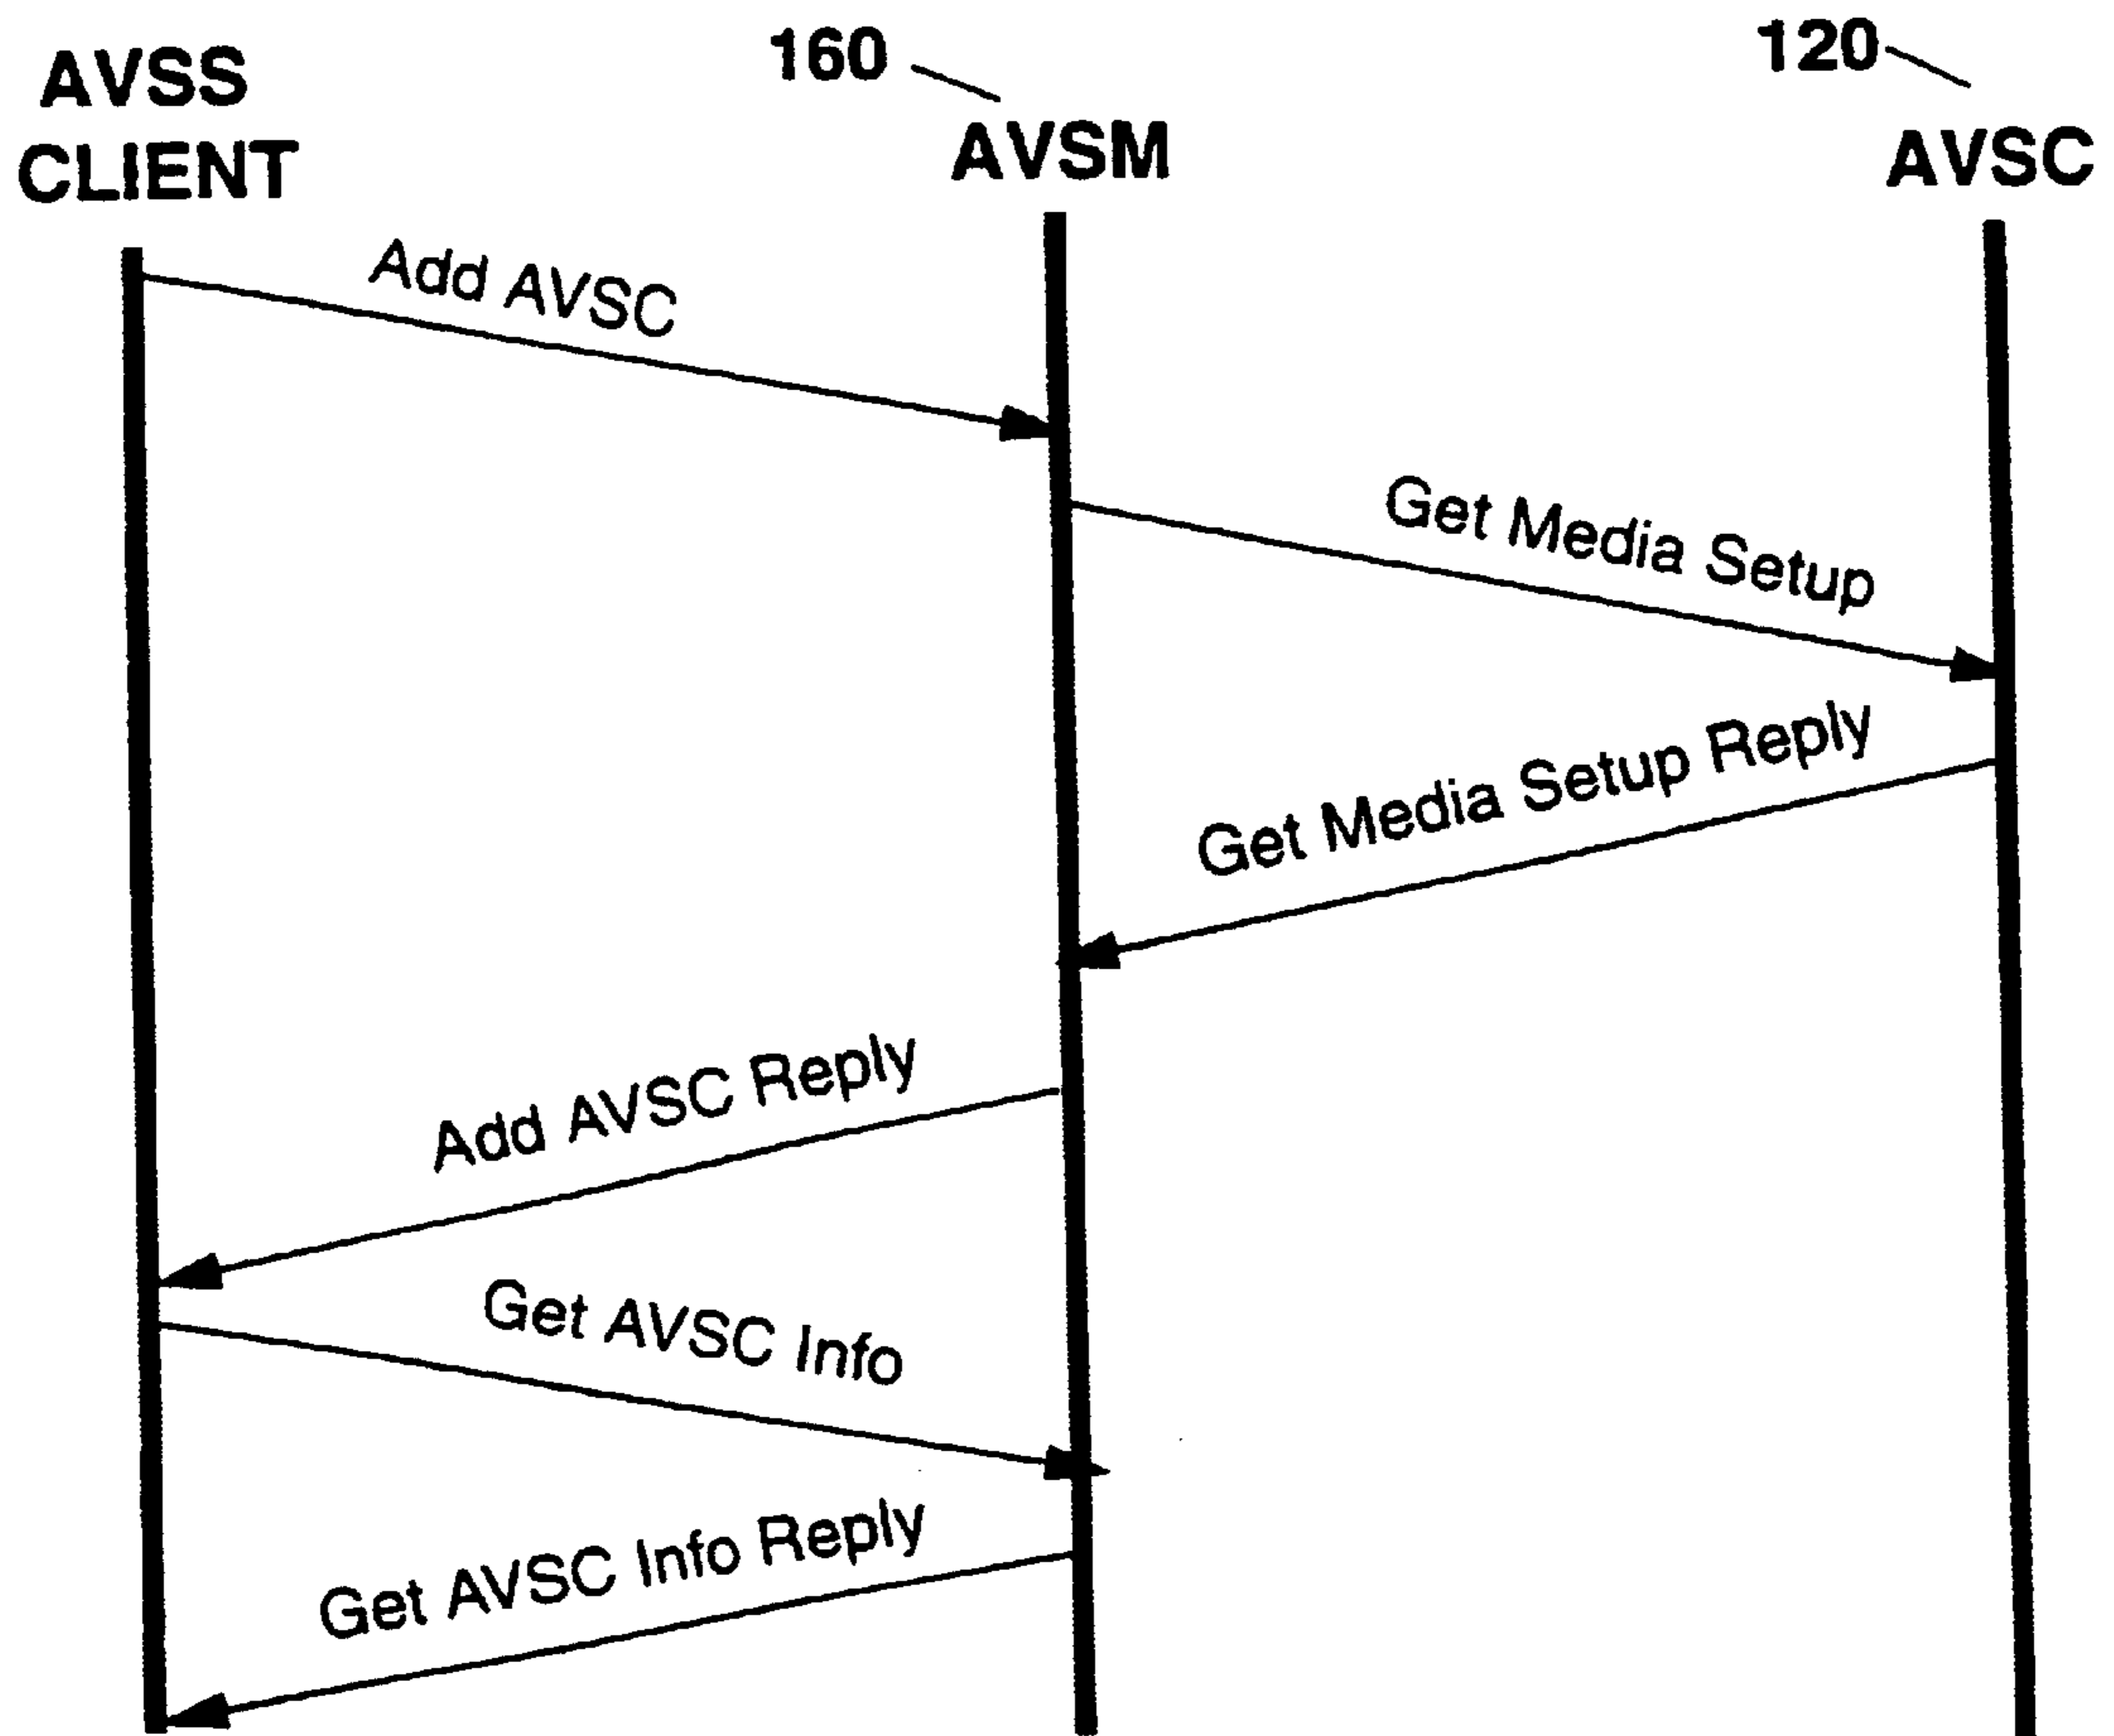 AVSS
CLIENT
160
AVSM
120
AVSC
Add AVSC
Get Media Setup
Get Media Setup Reply
Add AVSC Reply
Get AVSC Info
Get AVSC Info Reply